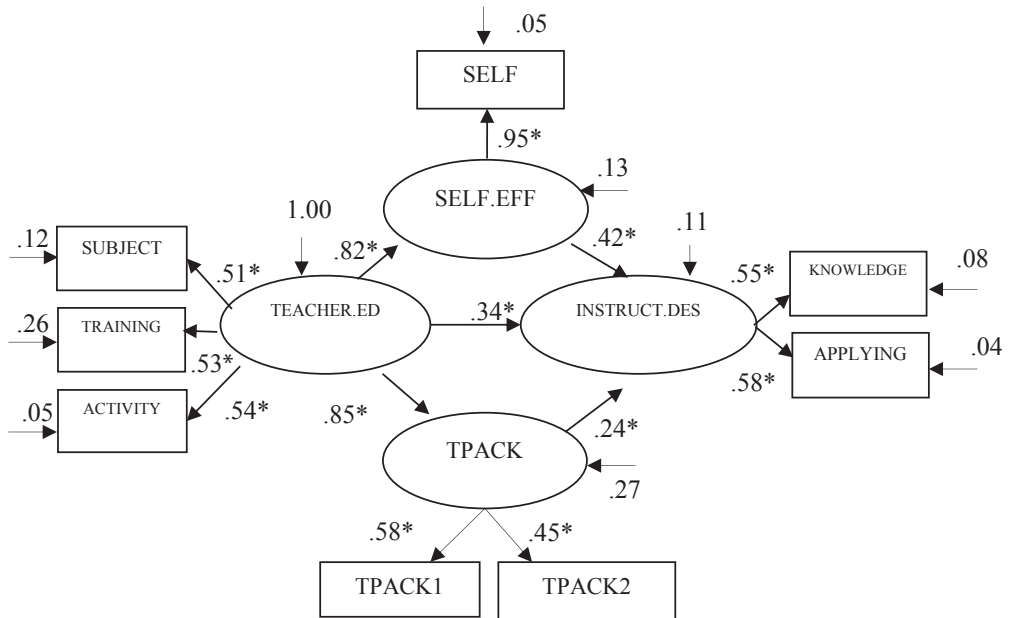 .05
SELF
.95*
.13
SELF.EFF
1.00
.11
.12
SUBJECT
.82*
.42*
.51*
.55*
KNOWLEDGE
.08
TEACHER.ED
.34*
INSTRUCT.DES
.26
TRAINING
.53*
APPLYING
.04
.58*
.05
ACTIVITY
.54*
.85*
.24*
TPACK
.27
.58*
.45*
TPACK1
TPACK2